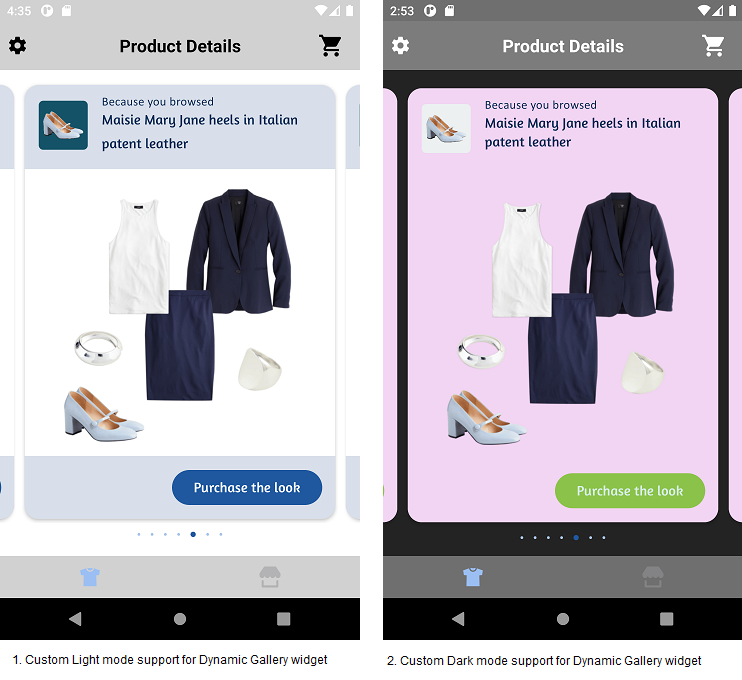 4:35
Product Details
Because you browsed
Maisie Mary Jane heels in Italian
patent leather
Purchase the look
1. Custom Light mode support for Dynamic Gallery widget
2:53
Product Details
Because you browsed
Maisie Mary Jane heels in Italian
patent leather
Purchase the look
2. Custom Dark mode support for Dynamic Gallery widget